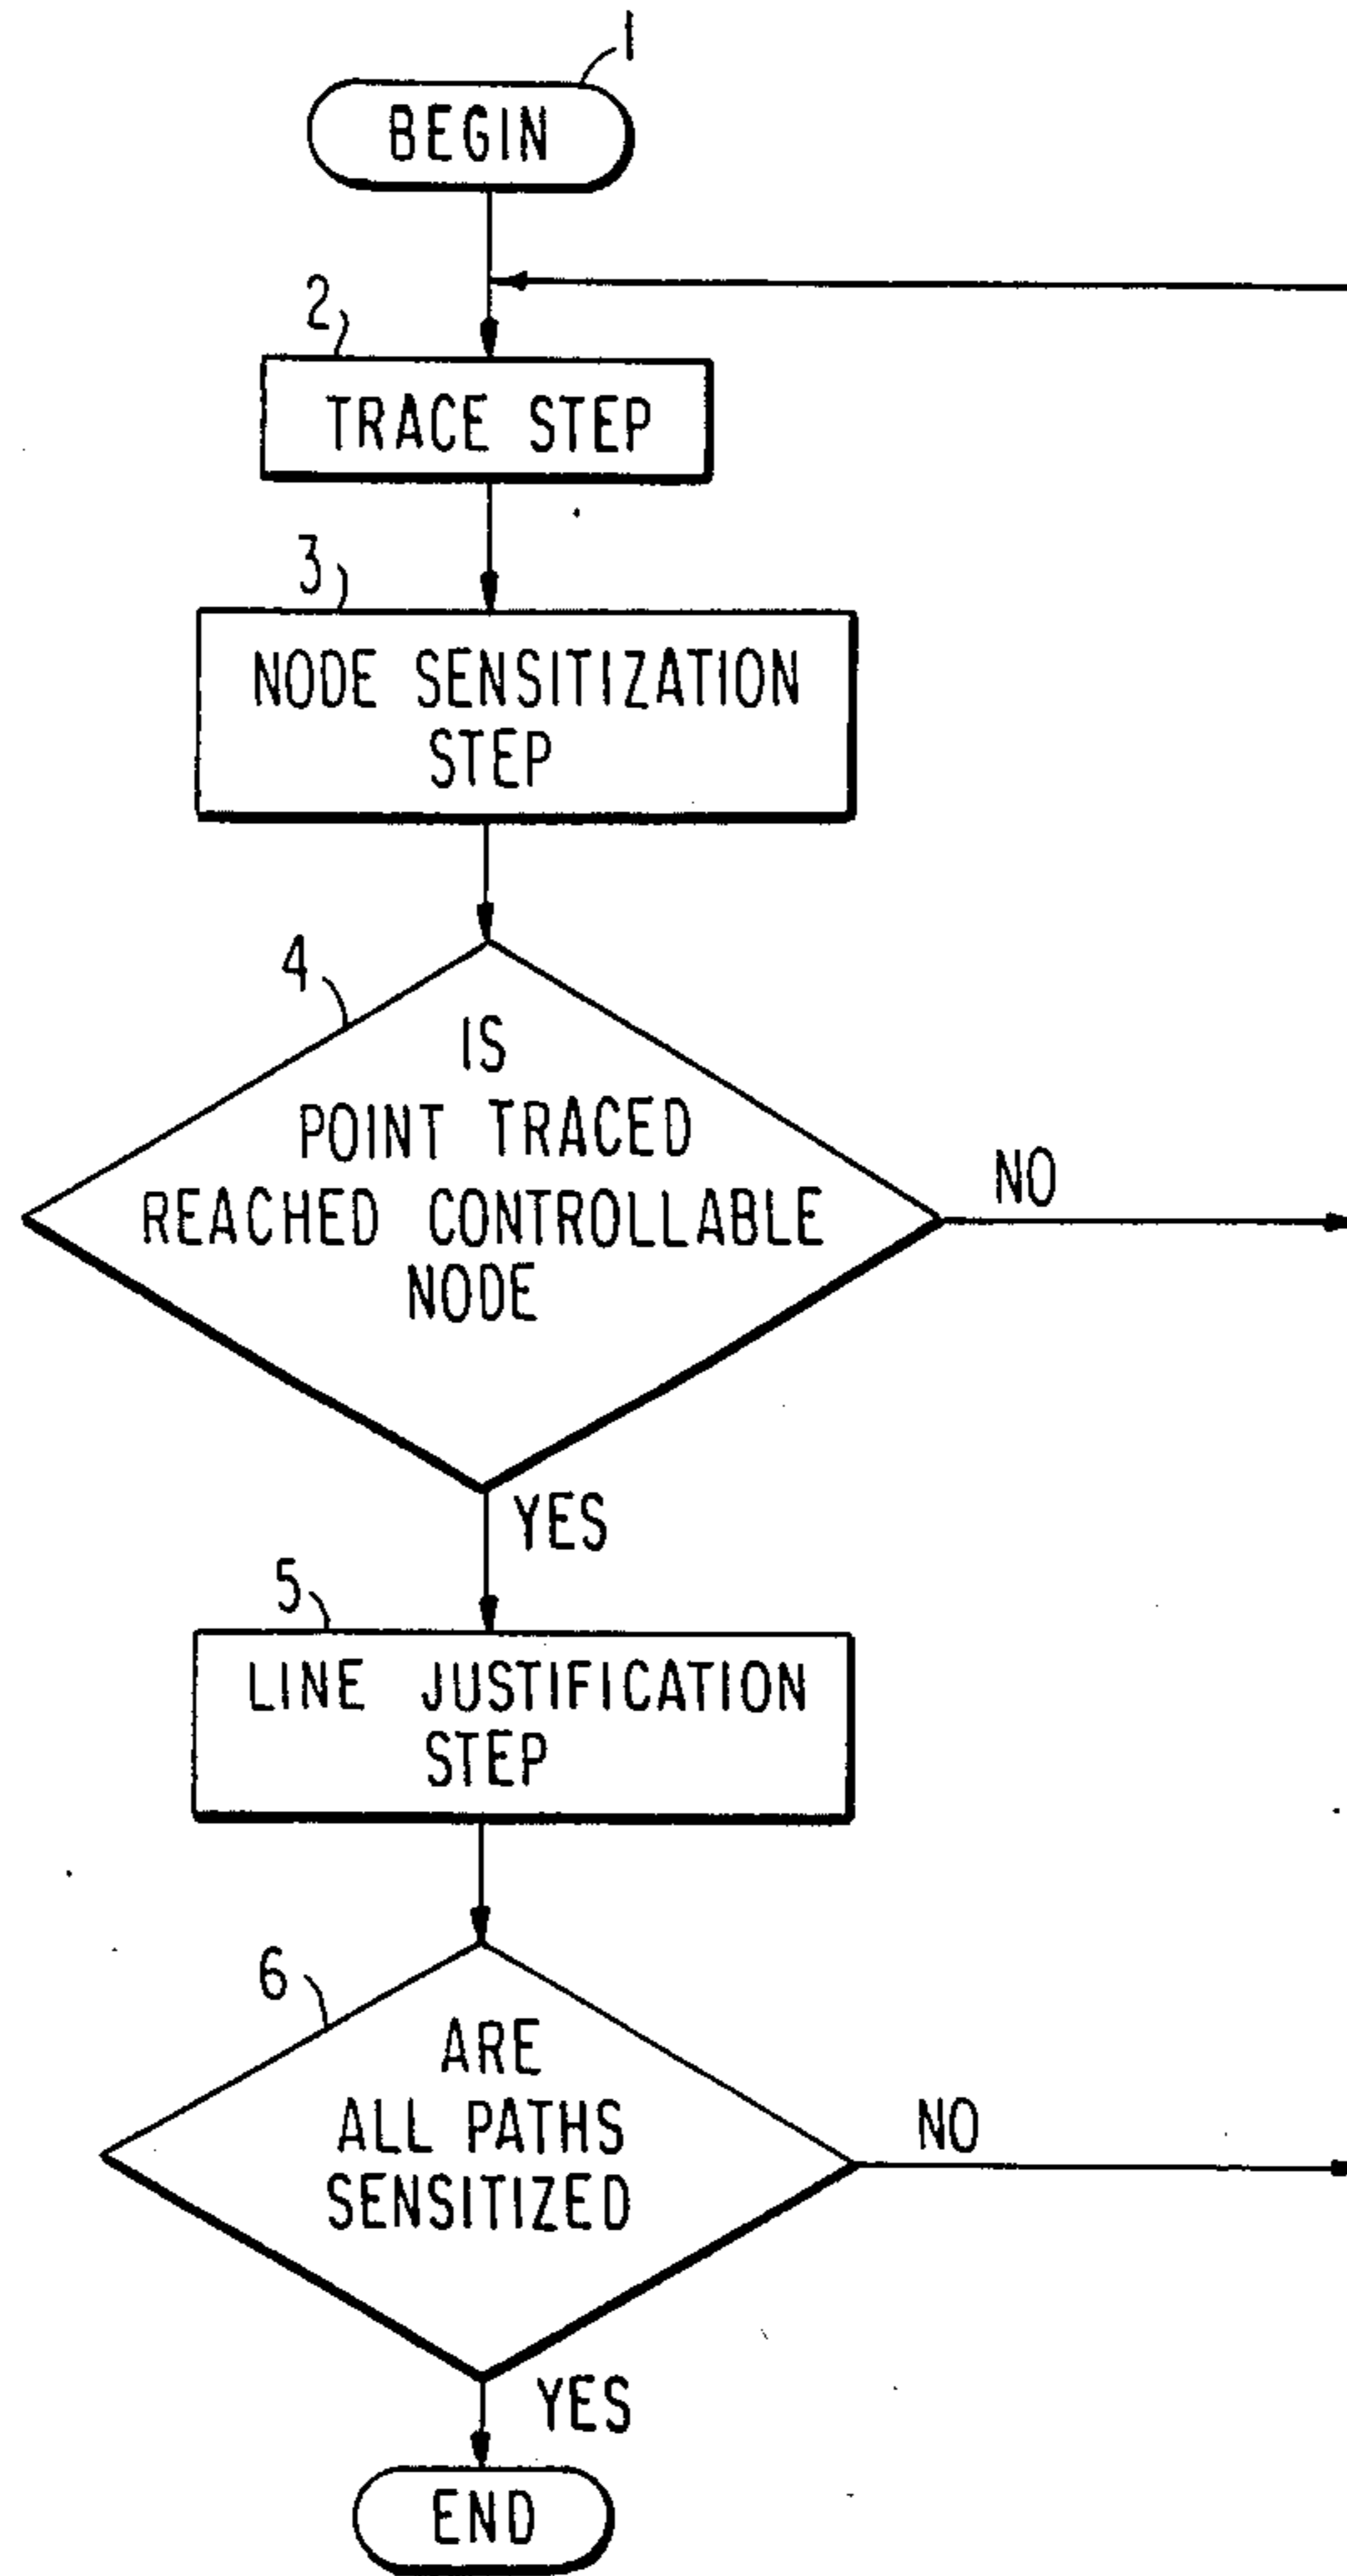 1
BEGIN
2
TRACE STEP
3
NODE SENSITIZATION
STEP
4
IS
POINT TRACED
REACHED CONTROLLABLE
NODE
NO
YES
5
LINE JUSTIFICATION
STEP
6
ARE
ALL PATHS
SENSITIZED
NO
YES
END